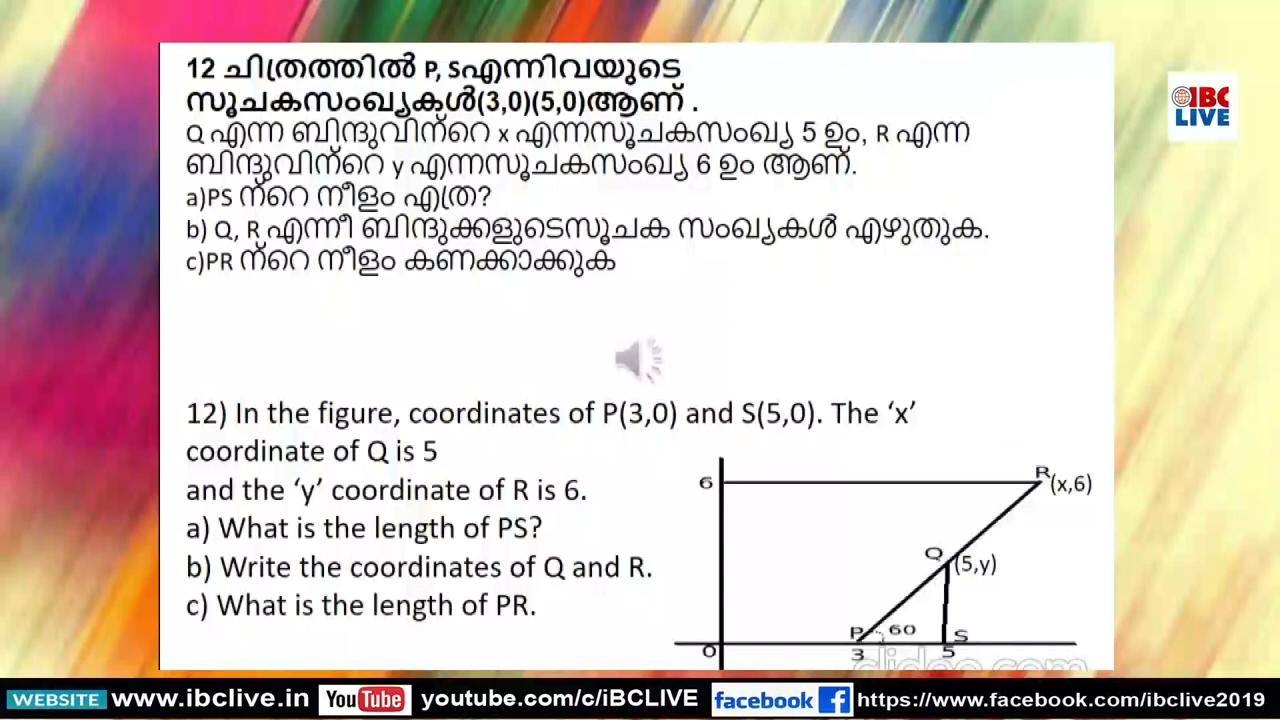 12 ചിത്രത്തിൽ P, Sഎന്നിവയുടെ
സൂചകസംഖ്യകൾ(3,0)(5,0)ആണ് .
Q എന്ന ബിന്ദുവിന്റെ x എന്നസൂചകസംഖ്യ 5 ഉം, R എന്ന
ബിന്ദുവിന്റെ y എന്നസൂചകസംഖ്യ 6 ഉം ആണ്.
a)PS ന്റെ നീളം എത്ര?
b) Q, R എന്നീ ബിന്ദുക്കളുടെസൂചക സംഖ്യകൾ എഴുതുക.
c)PR ന്റെ നീളം കണക്കാക്കുക
IBC
LIVE
12) In the figure, coordinates of P(3,0) and S(5,0). The ‘x’
coordinate of Q is 5
and the ‘y’ coordinate of R is 6.
a) What is the length of PS?
b) Write the coordinates of Q and R.
c) What is the length of PR.
R
6
(x,6)
Q
(5,y)
P
60
S
0
3
5
WEBSITE www.ibclive.in YouTube youtube.com/c/iBCLIVE facebook f https://www.facebook.com/ibclive2019